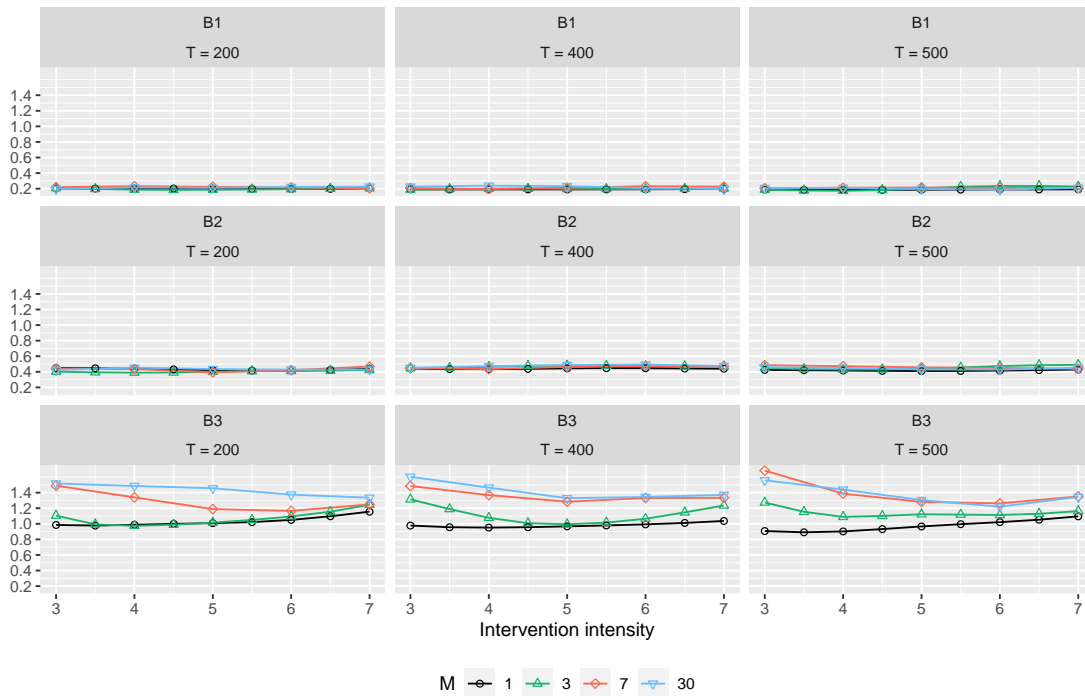 B1 B1 B1
T = 200 T = 400 T = 500
1.4
1.2
1.0
0.8
0.6
0.4
0.2
B2 B2 B2
T = 200 T = 400 T = 500
1.4
1.2
1.0
0.8
0.6
0.4
0.2
B3 B3 B3
T = 200 T = 400 T = 500
1.4
1.2
1.0
0.8
0.6
0.4
0.2
3 4 5 6 7 3 4 5 6 7 3 4 5 6 7
Intervention intensity
M 1 3 7 30